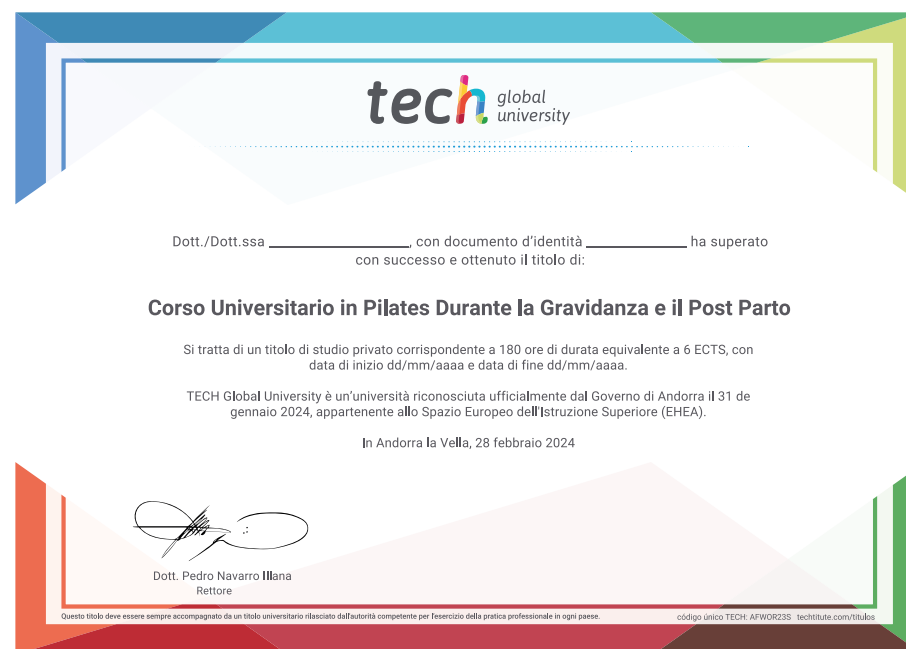 tech global
university
Dott./Dott.ssa ____________________, con documento d'identità ______________ ha superato
con successo e ottenuto il titolo di:
Corso Universitario in Pilates Durante la Gravidanza e il Post Parto
Si tratta di un titolo di studio privato corrispondente a 180 ore di durata equivalente a 6 ECTS, con
data di inizio dd/mm/aaaa e data di fine dd/mm/aaaa.
TECH Global University è un'università riconosciuta ufficialmente dal Governo di Andorra il 31 de
gennaio 2024, appartenente allo Spazio Europeo dell'Istruzione Superiore (EHEA).
In Andorra la Vella, 28 febbraio 2024
Dott. Pedro Navarro Illana
Rettore
Questo titolo deve essere sempre accompagnato da un titolo universitario rilasciato dall'autorità competente per l'esercizio della pratica professionale in ogni paese.
código único TECH: AFWOR23S techtitute.com/titulos